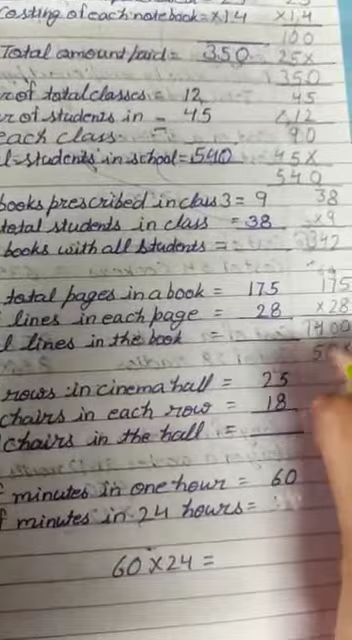 costing of each notebook = ×14 ×14
100
Total amount paid = 350 25×
350
r of total classes = 12 45
r of students in = 45 ×12
each class 90
l students in school = 540 45×
540
books prescribed in class 3 = 9 38
total students in class = 38 ×9
books with all students = 342
total pages in a book = 175 175
lines in each page = 28 ×28
l lines in the book = 1400
rows in cinema hall = 25
chairs in each row = 18
chairs in the hall =
f minutes in one hour = 60
f minutes in 24 hours =
60×24 =